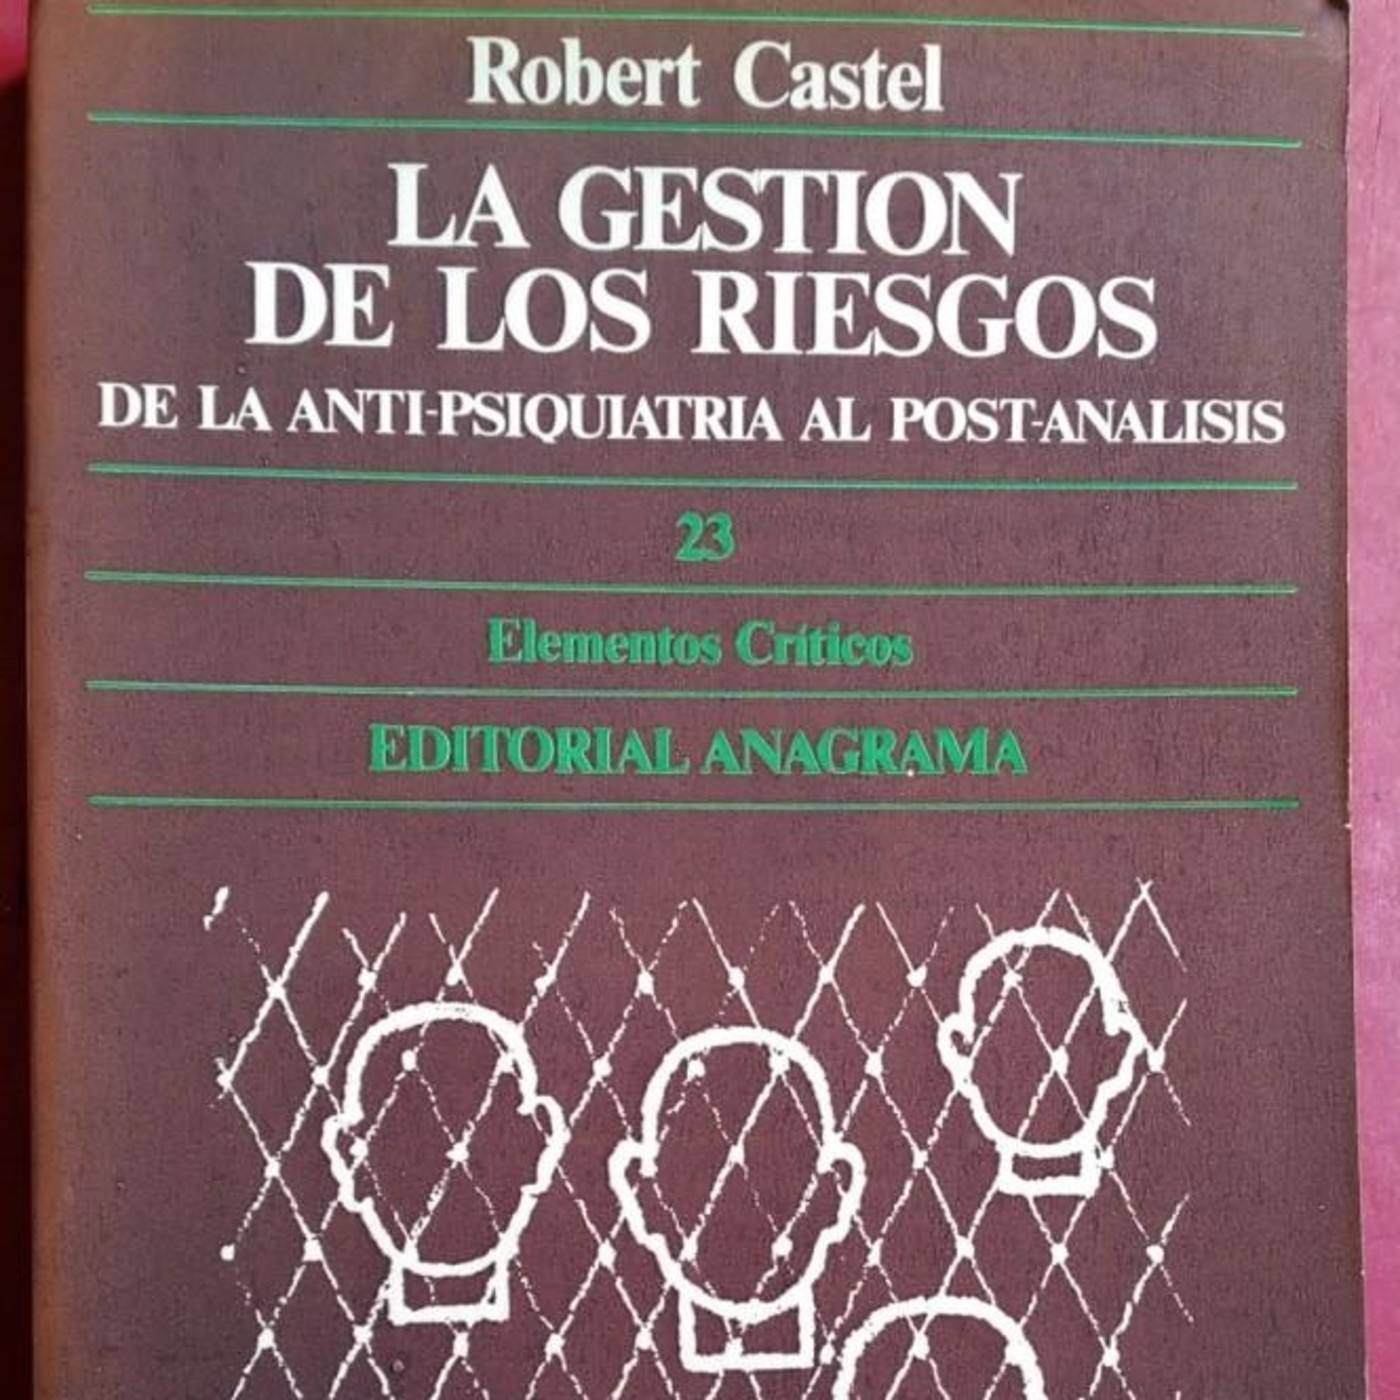 Robert Castel
LA GESTION
DE LOS RIESGOS
DE LA ANTI-PSIQUIATRIA AL POST-ANALISIS
23
Elementos Críticos
EDITORIAL ANAGRAMA